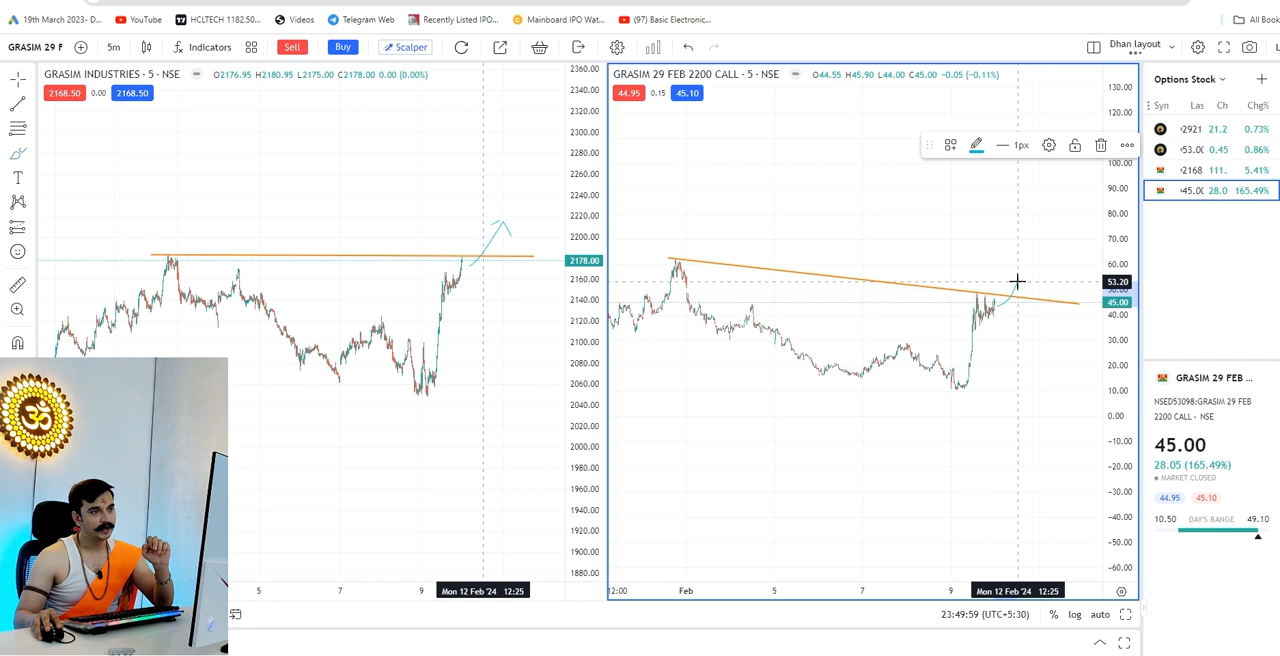 19th March 2023- D...
YouTube
HCLTECH 1182.50...
Videos
Telegram Web
Recently Listed IPO...
Mainboard IPO Wat...
(97) Basic Electronic...
All Book
GRASIM 29 F
5m
Indicators
Sell
Buy
Scalper
Dhan layout
GRASIM INDUSTRIES · 5 · NSE
O2176.95 H2180.95 L2175.00 C2178.00 0.00 (0.00%)
2168.50 0.00 2168.50
2360.00
2340.00
2320.00
2300.00
2280.00
2260.00
2240.00
2220.00
2200.00
2178.00
2160.00
2140.00
2120.00
2100.00
2080.00
2060.00
2040.00
2020.00
2000.00
1980.00
1960.00
1940.00
1920.00
1900.00
1880.00
5
7
9
Mon 12 Feb '24 12:25
GRASIM 29 FEB 2200 CALL · 5 · NSE
O44.55 H45.90 L44.00 C45.00 −0.05 (−0.11%)
44.95 0.15 45.10
1px
130.00
120.00
100.00
90.00
80.00
70.00
60.00
53.20
50.00
45.00
40.00
30.00
20.00
10.00
0.00
−10.00
−20.00
−30.00
−40.00
−50.00
−60.00
12:00
Feb
5
7
9
Mon 12 Feb '24 12:25
23:49:59 (UTC+5:30)
%
log
auto
Options Stock
Syn Las Ch Chg%
2921 21.2 0.73%
53.0 0.45 0.86%
2168 111. 5.41%
45.0 28.0 165.49%
GRASIM 29 FEB ...
NSED53098:GRASIM 29 FEB
2200 CALL · NSE
45.00
28.05 (165.49%)
MARKET CLOSED
44.95 45.10
10.50 DAY'S RANGE 49.10
ॐ